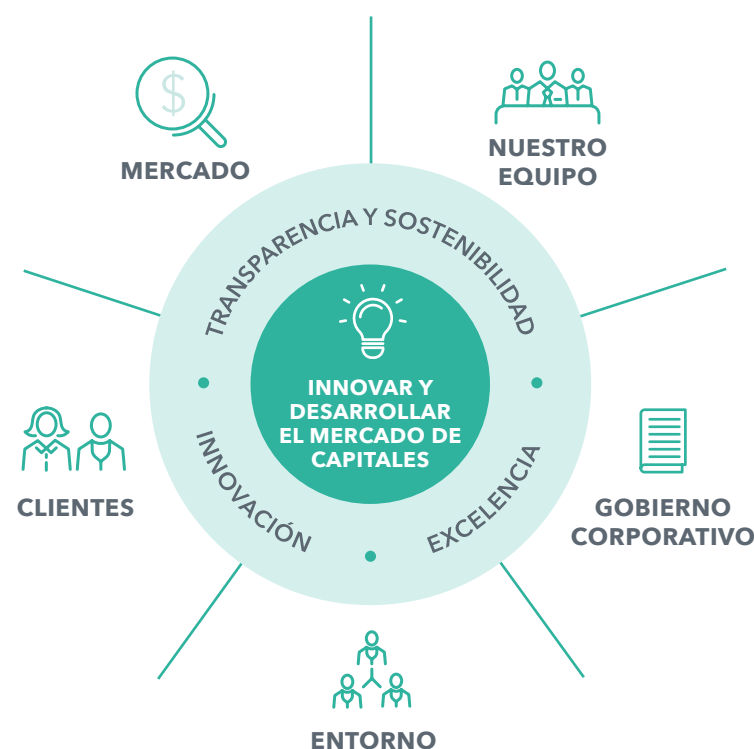 $
MERCADO
NUESTRO
EQUIPO
TRANSPARENCIA Y SOSTENIBILIDAD
INNOVAR Y
DESARROLLAR
EL MERCADO DE
CAPITALES
INNOVACIÓN
EXCELENCIA
CLIENTES
GOBIERNO
CORPORATIVO
ENTORNO